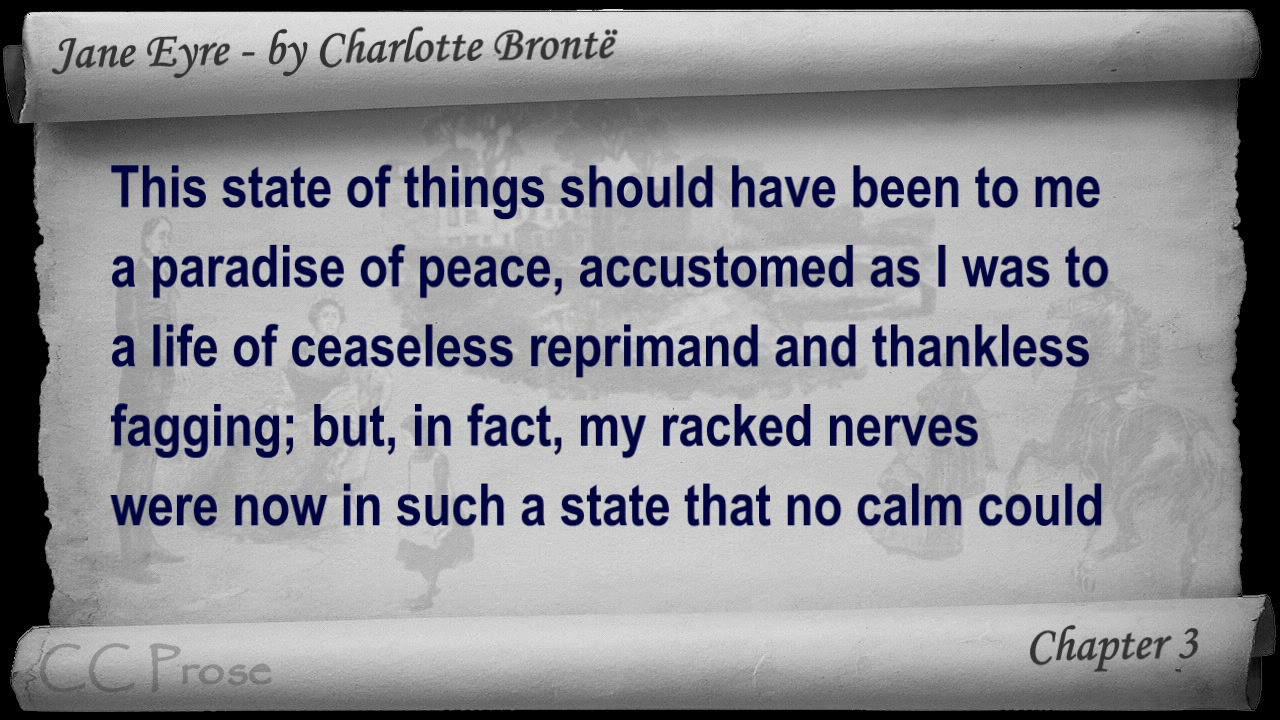 Jane Eyre - by Charlotte Brontë
This state of things should have been to me
a paradise of peace, accustomed as I was to
a life of ceaseless reprimand and thankless
fagging; but, in fact, my racked nerves
were now in such a state that no calm could
Chapter 3
CC Prose